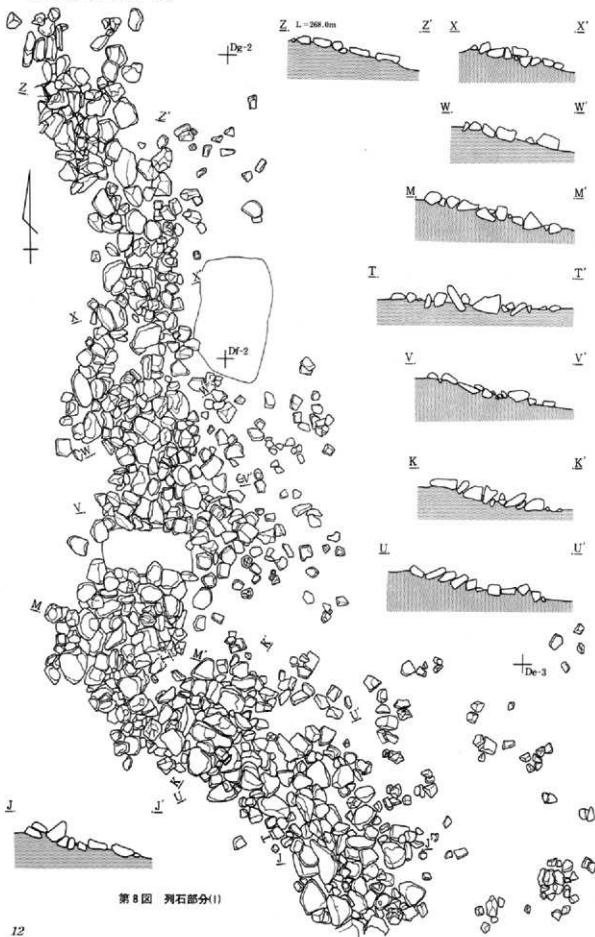 Dg-2
Z L=268.0m Z'
X X'
Z
Z'
W W'
M M'
T T'
X'
X
Df-2
V V'
W
V'
V
K K'
U U'
M
M'
K'
De-3
K
U
J J'
J
J'
第8図 列石部分(1)
12